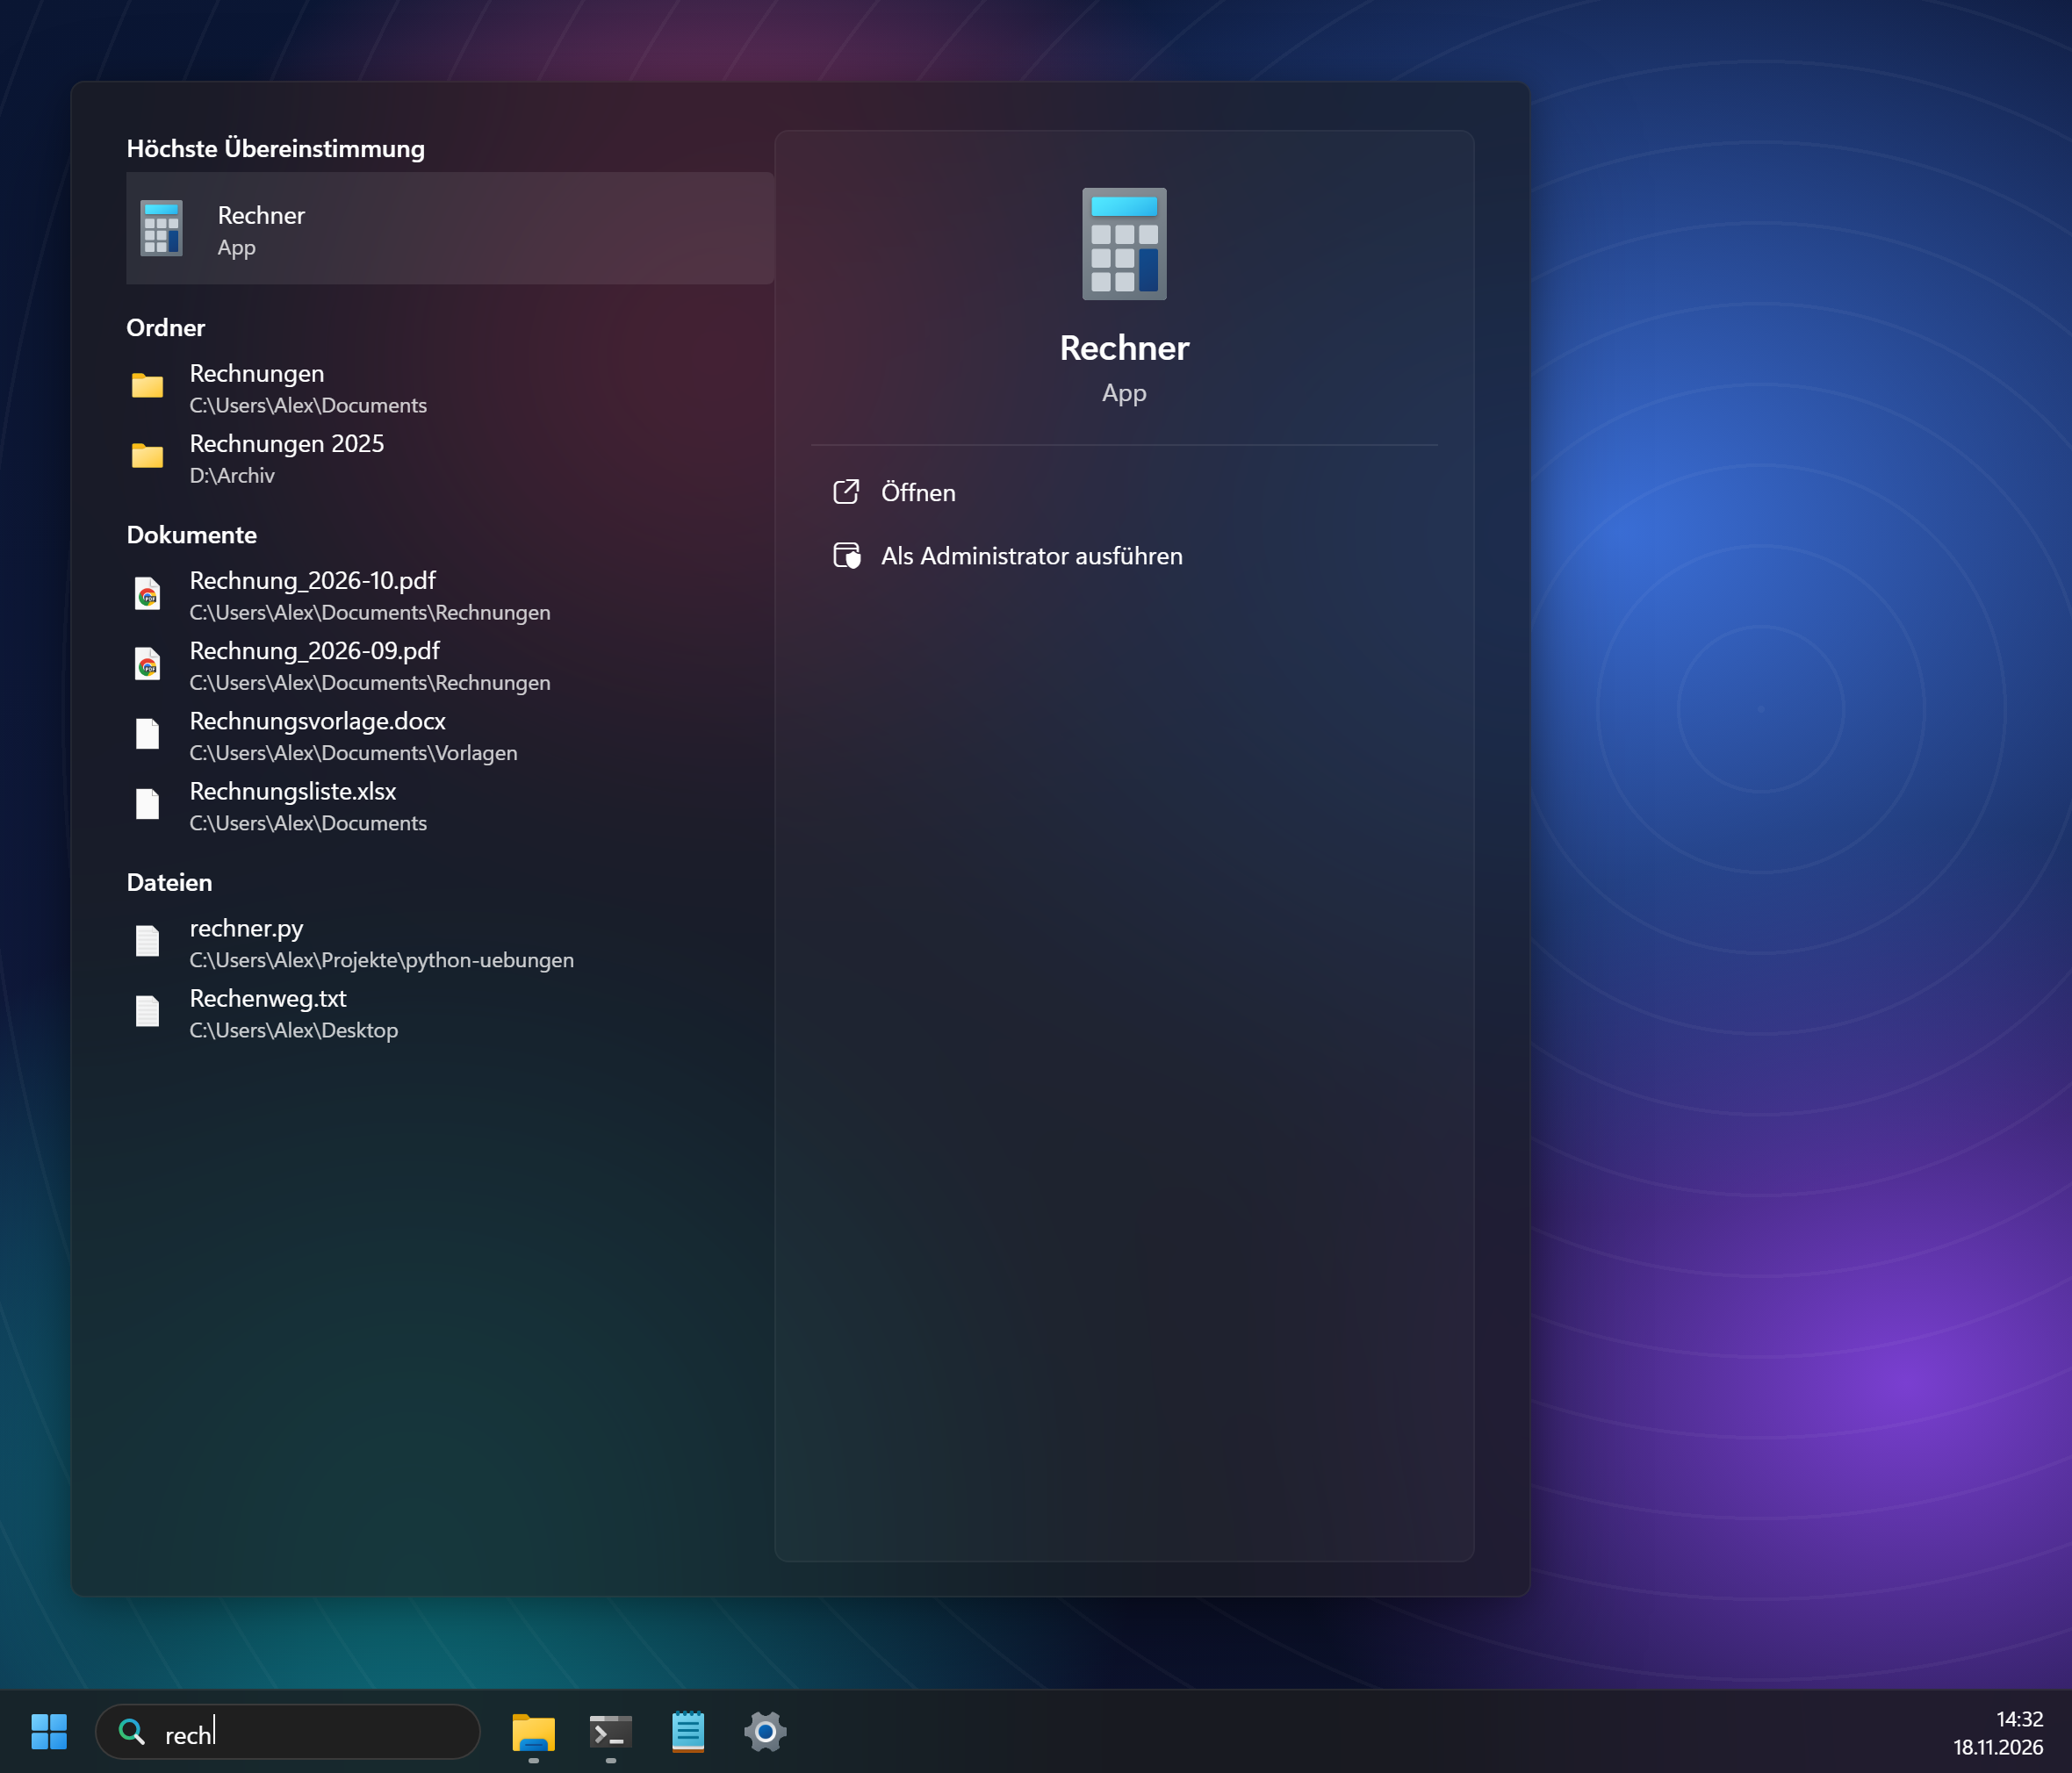 Höchste Übereinstimmung
Rechner
App
Ordner
Rechnungen
C:\Users\Alex\Documents
Rechnungen 2025
D:\Archiv
Dokumente
Rechnung_2026-10.pdf
C:\Users\Alex\Documents\Rechnungen
Rechnung_2026-09.pdf
C:\Users\Alex\Documents\Rechnungen
Rechnungsvorlage.docx
C:\Users\Alex\Documents\Vorlagen
Rechnungsliste.xlsx
C:\Users\Alex\Documents
Dateien
rechner.py
C:\Users\Alex\Projekte\python-uebungen
Rechenweg.txt
C:\Users\Alex\Desktop
Rechner
App
Öffnen
Als Administrator ausführen
rech
14:32
18.11.2026